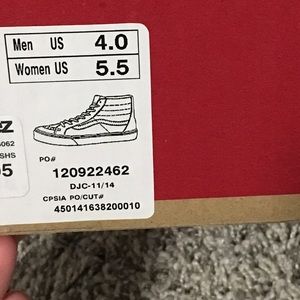 Men US 4.0
Women US 5.5
PO#
120922462
DJC-11/14
CPSIA PO/CUT#
450141638200010